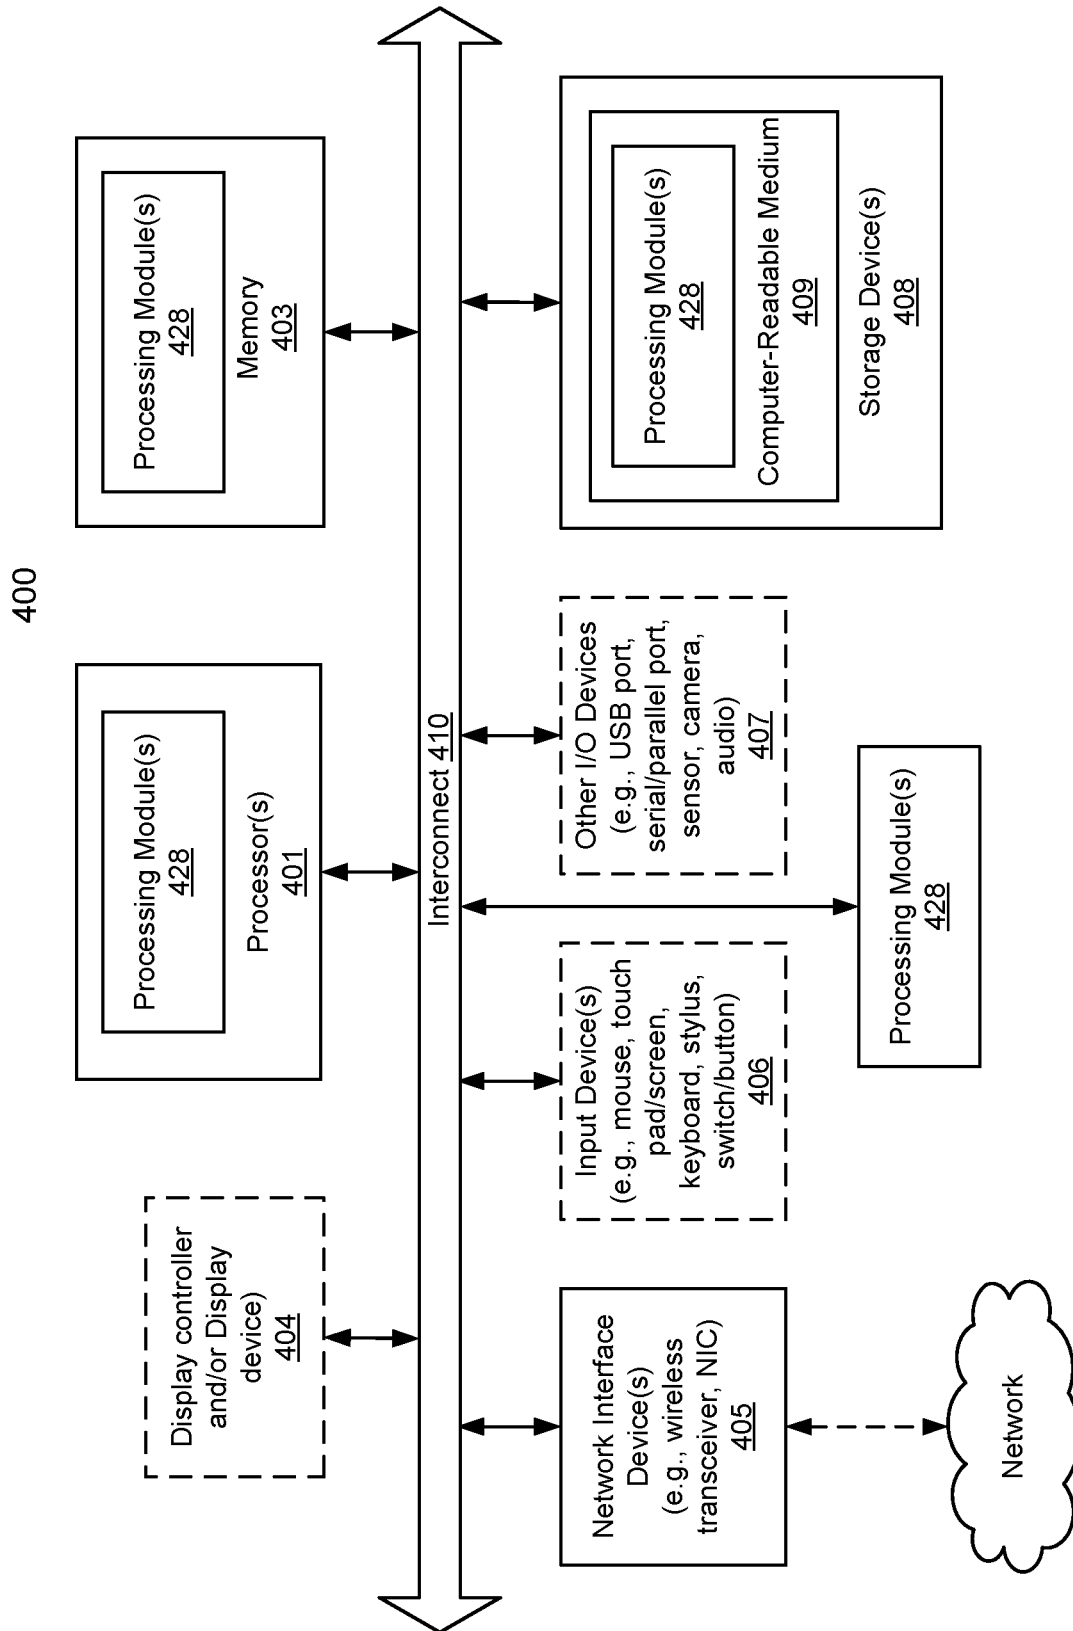 400
Display controller
and/or Display
device)
404
Processing Module(s)
428
Processor(s)
401
Processing Module(s)
428
Memory
403
Interconnect 410
Network Interface
Device(s)
(e.g., wireless
transceiver, NIC)
405
Input Device(s)
(e.g., mouse, touch
pad/screen,
keyboard, stylus,
switch/button)
406
Other I/O Devices
(e.g., USB port,
serial/parallel port,
sensor, camera,
audio)
407
Processing Module(s)
428
Computer-Readable Medium
409
Storage Device(s)
408
Network
Processing Module(s)
428